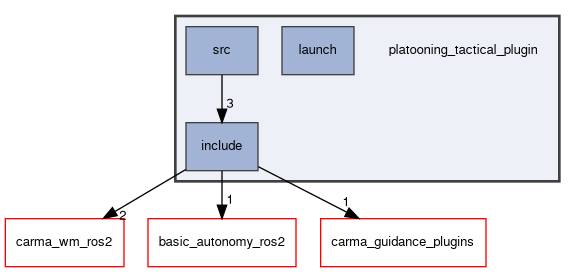 src
launch
platooning_tactical_plugin
3
include
2
1
1
carma_wm_ros2
basic_autonomy_ros2
carma_guidance_plugins